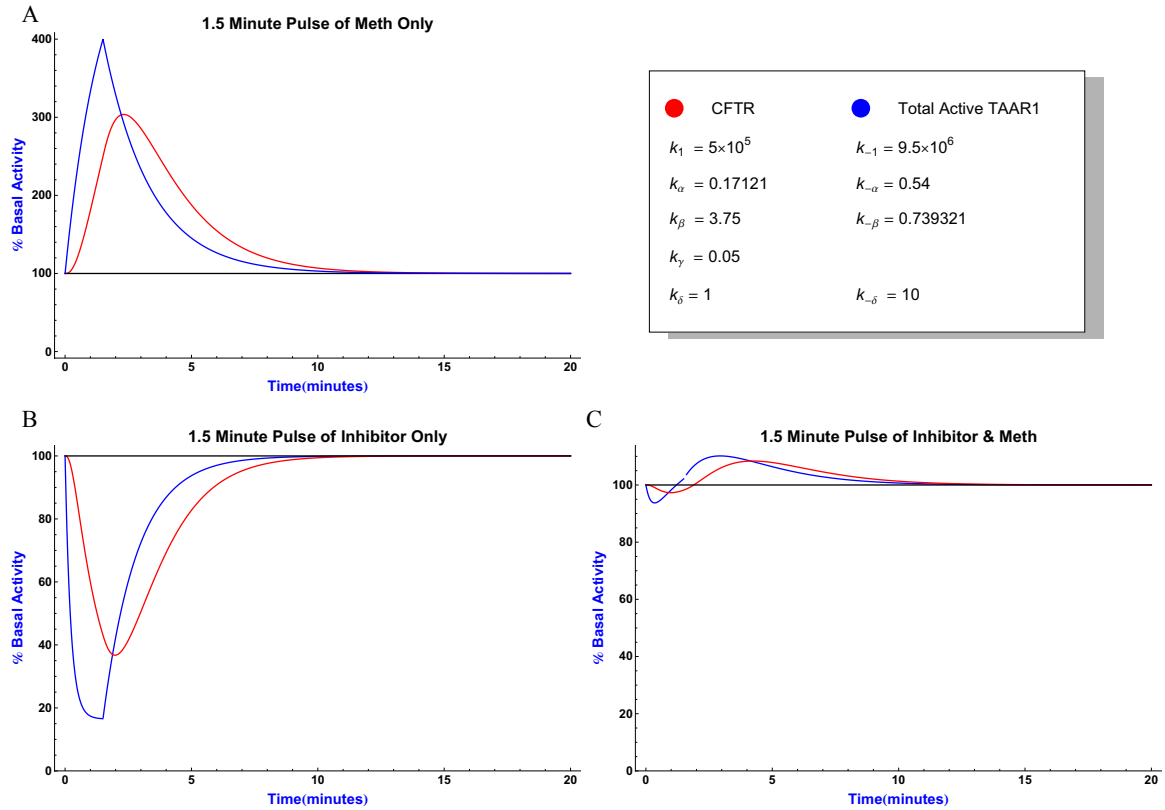 A
1.5 Minute Pulse of Meth Only
400
300
200
100
0
% Basal Activity
0 5 10 15 20
Time(minutes)
CFTR Total Active TAAR1
k₁ = 5×10⁵ k₋₁ = 9.5×10⁶
kα = 0.17121 k₋α = 0.54
kβ = 3.75 k₋β = 0.739321
kγ = 0.05
kδ = 1 k₋δ = 10
B
1.5 Minute Pulse of Inhibitor Only
100
80
60
40
20
0
% Basal Activity
0 5 10 15 20
Time(minutes)
C
1.5 Minute Pulse of Inhibitor & Meth
100
80
60
40
20
0
% Basal Activity
0 5 10 15 20
Time(minutes)